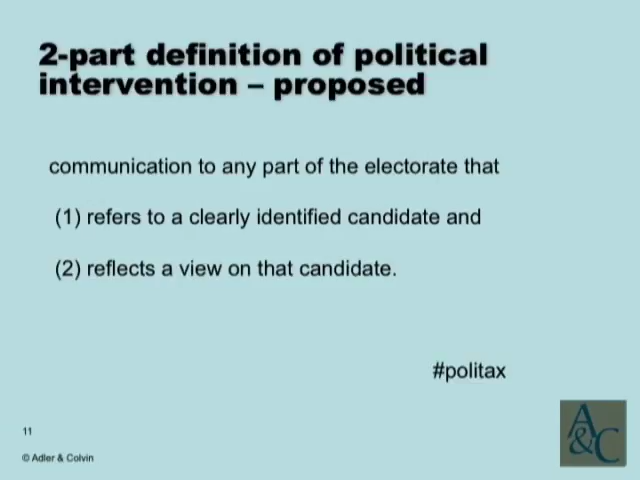 2-part definition of political
intervention – proposed
communication to any part of the electorate that
(1) refers to a clearly identified candidate and
(2) reflects a view on that candidate.
#politax
11
© Adler & Colvin
A
&C